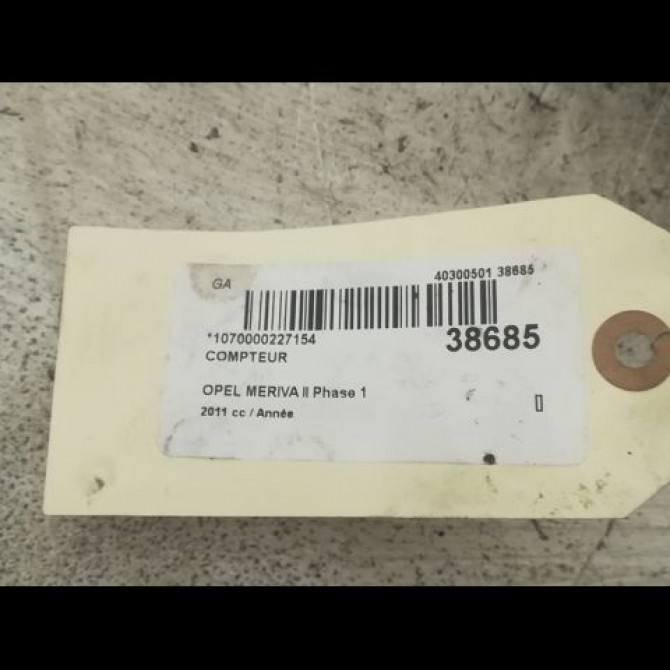 GA
40300501 38685
*1070000227154
38685
COMPTEUR
OPEL MERIVA II Phase 1
2011 cc / Année